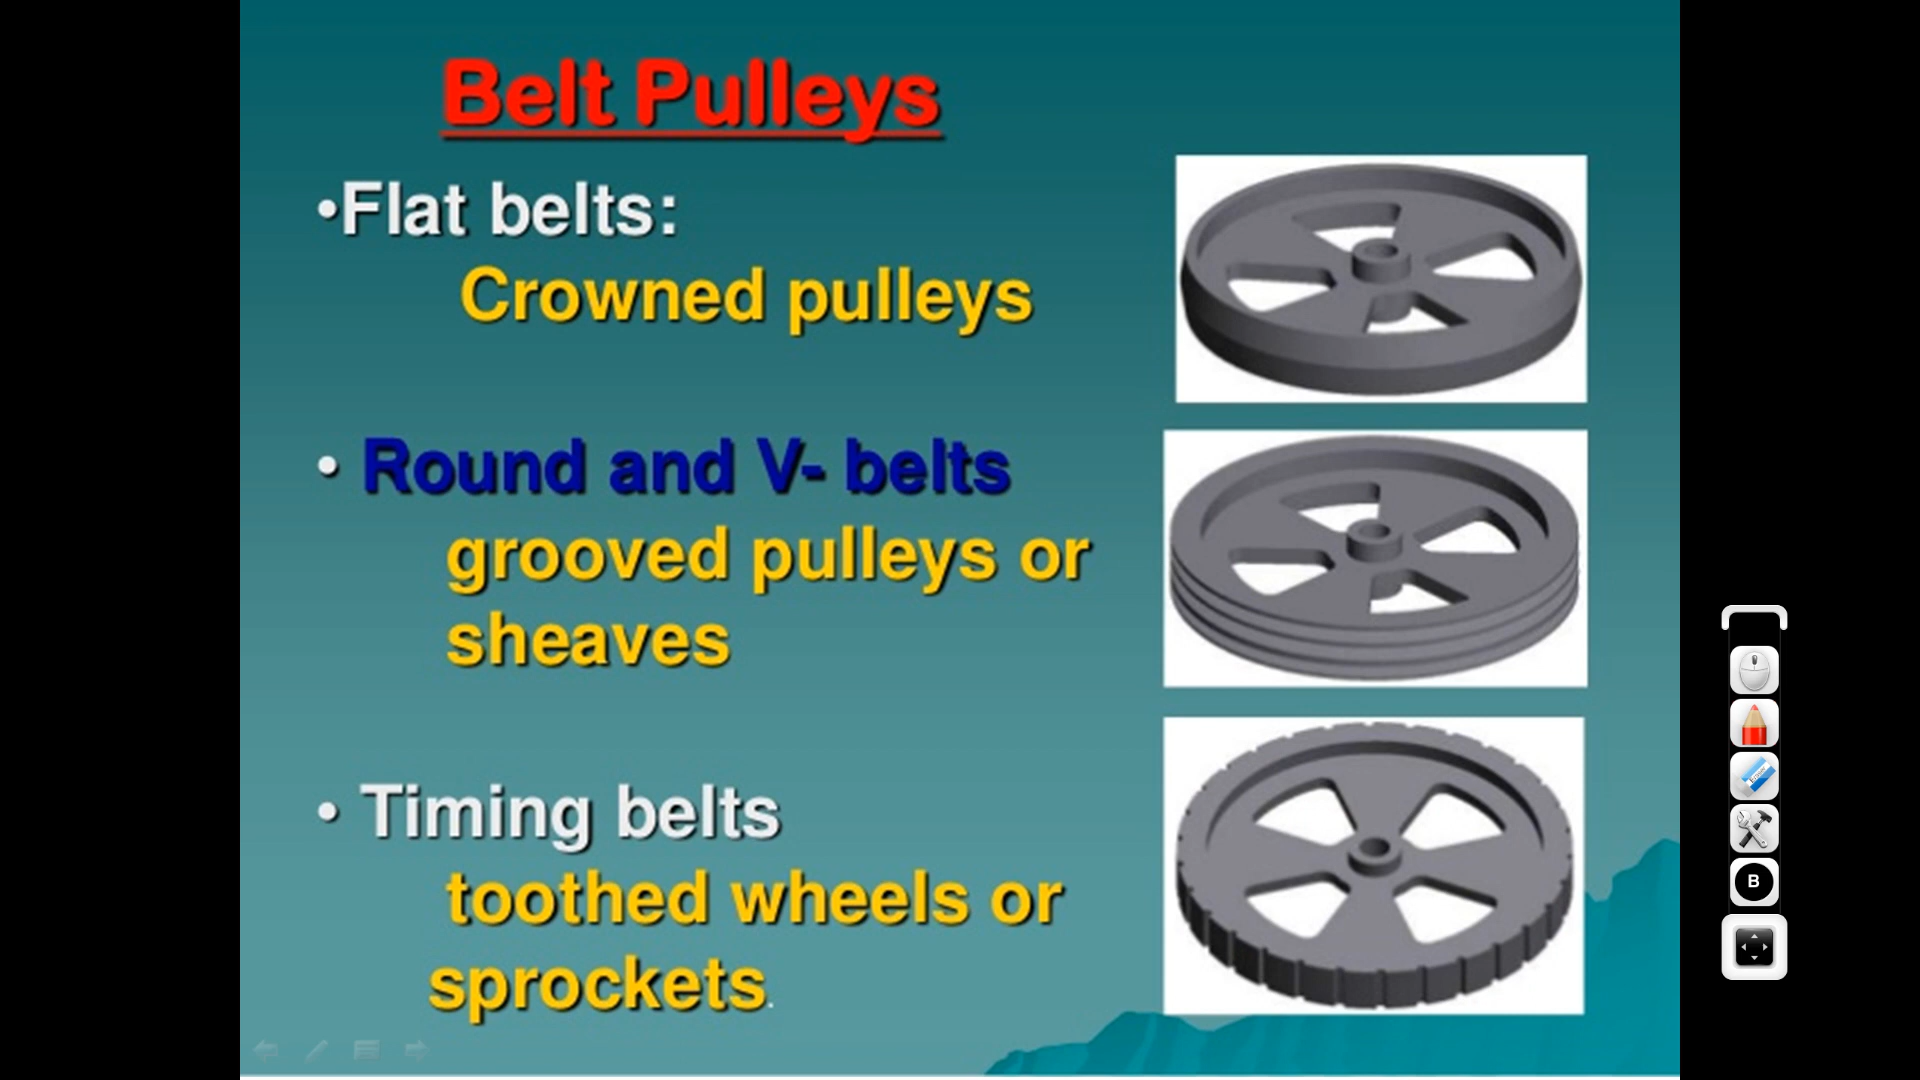 Belt Pulleys
•Flat belts:
Crowned pulleys
• Round and V- belts
grooved pulleys or
sheaves
• Timing belts
toothed wheels or
sprockets.
B